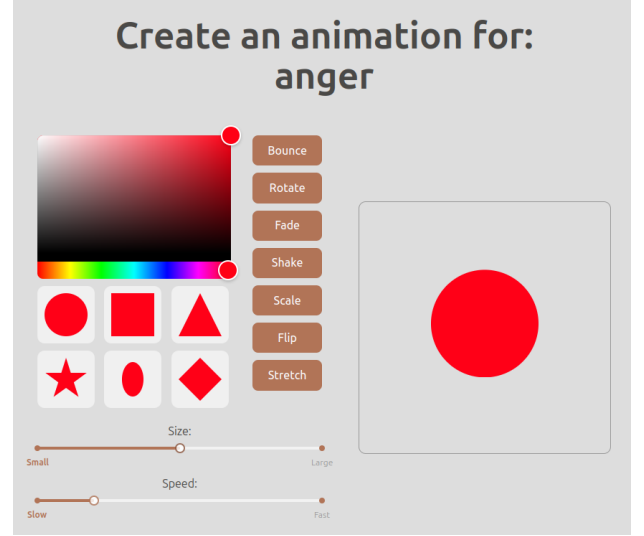 Create an animation for:
anger
Bounce
Rotate
Fade
Shake
Scale
Flip
Stretch
Size:
Small
Large
Speed:
Slow
Fast